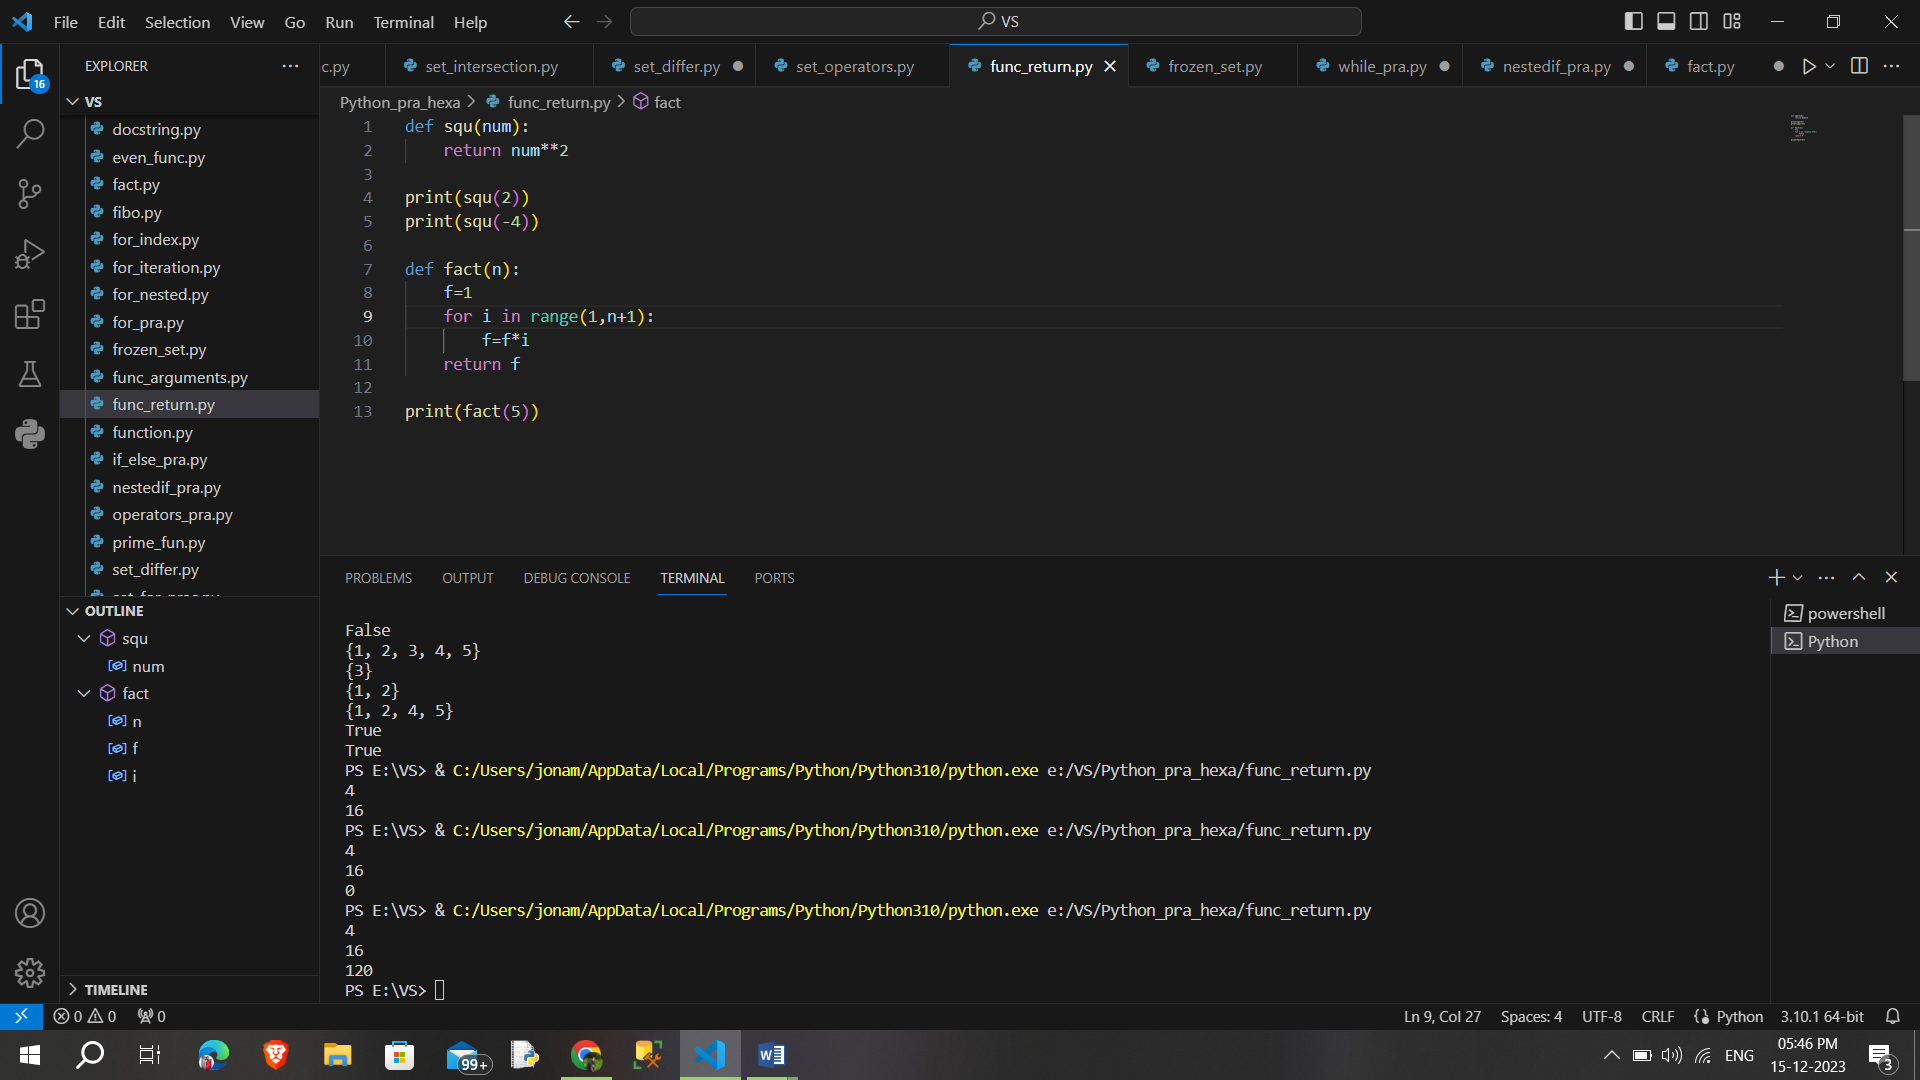 File Edit Selection View Go Run Terminal Help
VS
16
EXPLORER
VS
docstring.py
even_func.py
fact.py
fibo.py
for_index.py
for_iteration.py
for_nested.py
for_pra.py
frozen_set.py
func_arguments.py
func_return.py
function.py
if_else_pra.py
nestedif_pra.py
operators_pra.py
prime_fun.py
set_differ.py
OUTLINE
squ
num
fact
n
f
i
TIMELINE
c.py set_intersection.py set_differ.py set_operators.py func_return.py frozen_set.py while_pra.py nestedif_pra.py fact.py
Python_pra_hexa > func_return.py > fact
1 def squ(num):
2 return num**2
3
4 print(squ(2))
5 print(squ(-4))
6
7 def fact(n):
8 f=1
9 for i in range(1,n+1):
10 f=f*i
11 return f
12
13 print(fact(5))
PROBLEMS OUTPUT DEBUG CONSOLE TERMINAL PORTS
False
{1, 2, 3, 4, 5}
{3}
{1, 2}
{1, 2, 4, 5}
True
True
PS E:\VS> & C:/Users/jonam/AppData/Local/Programs/Python/Python310/python.exe e:/VS/Python_pra_hexa/func_return.py
4
16
PS E:\VS> & C:/Users/jonam/AppData/Local/Programs/Python/Python310/python.exe e:/VS/Python_pra_hexa/func_return.py
4
16
0
PS E:\VS> & C:/Users/jonam/AppData/Local/Programs/Python/Python310/python.exe e:/VS/Python_pra_hexa/func_return.py
4
16
120
PS E:\VS>
powershell
Python
0 0 0
Ln 9, Col 27 Spaces: 4 UTF-8 CRLF Python 3.10.1 64-bit
99+
ENG
05:46 PM
15-12-2023
3